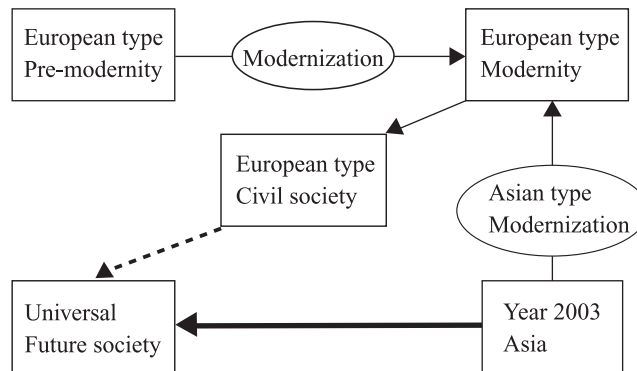 European type
Pre-modernity
Modernization
European type
Modernity
European type
Civil society
Asian type
Modernization
Universal
Future society
Year 2003
Asia